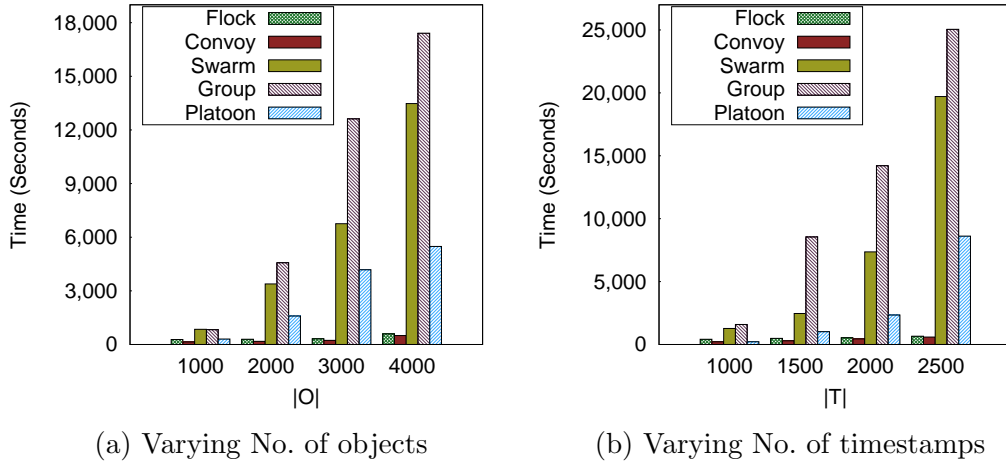 18,000
15,000
12,000
9,000
6,000
3,000
0
Time (Seconds)
Flock
Convoy
Swarm
Group
Platoon
1000 2000 3000 4000
|O|
(a) Varying No. of objects
25,000
20,000
15,000
10,000
5,000
0
Time (Seconds)
Flock
Convoy
Swarm
Group
Platoon
1000 1500 2000 2500
|T|
(b) Varying No. of timestamps